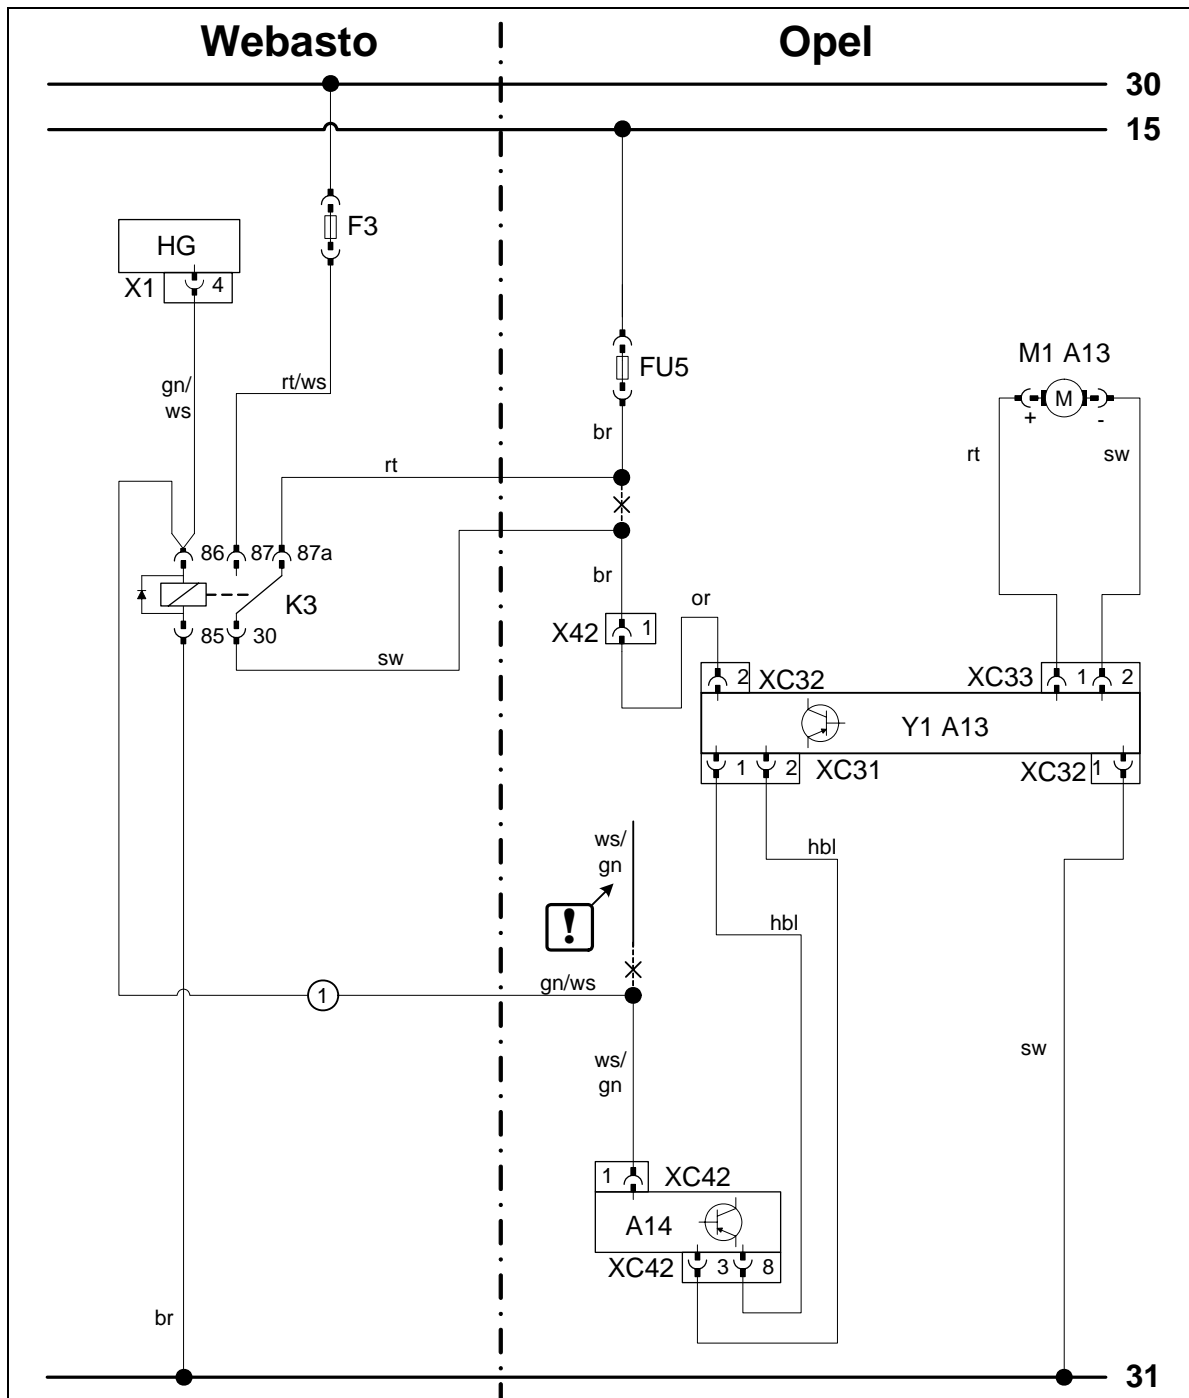 Webasto
Opel
30
15
F3
HG
X1
4
FU5
M1 A13
M
+
-
gn/
ws
rt/ws
br
rt
sw
rt
86
87
87a
br
K3
or
85
30
X42
1
sw
2
XC32
XC33
1
2
Y1 A13
1
2
XC31
XC32
1
ws/
gn
hbl
!
hbl
gn/ws
1
ws/
gn
sw
1
XC42
A14
XC42
3
8
br
31